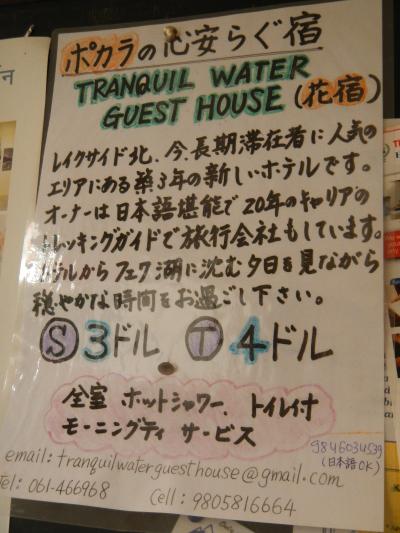 ポカラの心安らぐ宿
TRANQUIL WATER
GUEST HOUSE (花宿)
レイクサイド北、今、長期滞在者に人気の
エリアにある築3年の新しいホテルです。
オーナーは日本語堪能で20年のキャリアの
トレッキングガイドで旅行会社もしています。
ホテルからフェワ湖に沈む夕日を見ながら
穏やかな時間をお過ごし下さい。
Ⓢ 3ドル Ⓣ 4ドル
全室 ホットシャワー、トイレ付
モーニングティ サービス
9846034539
(日本語OK)
email: tranquilwaterguesthouse@gmail.com
Tel: 061-466968 Cell: 9805816664